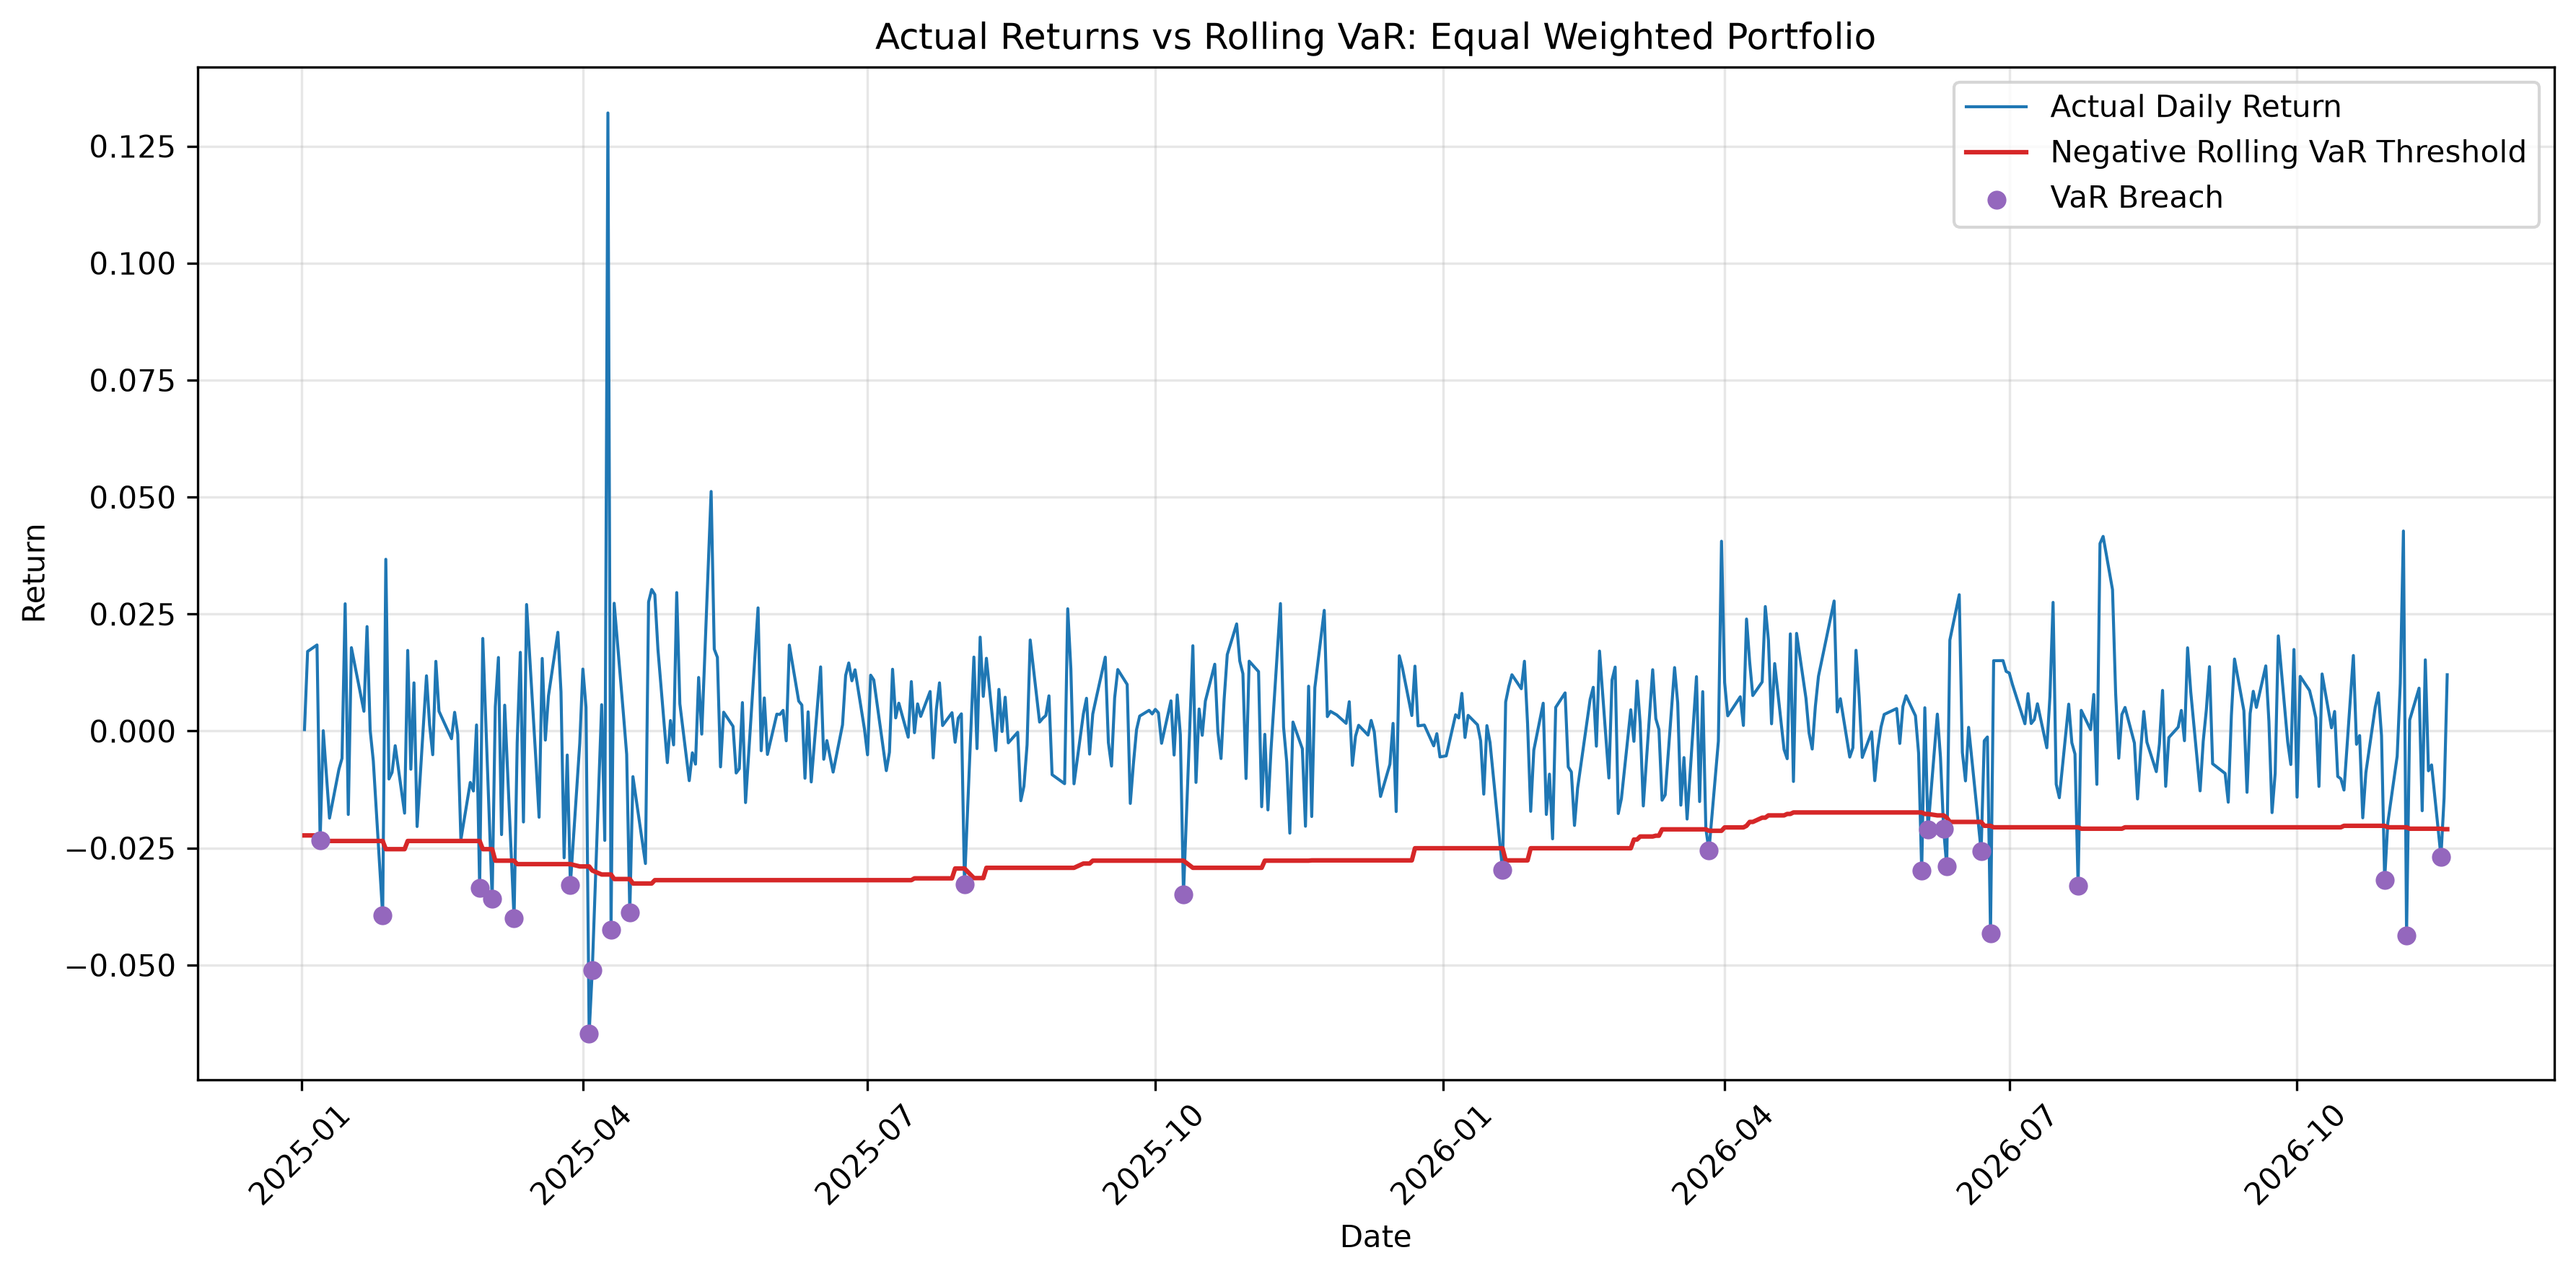 Actual Returns vs Rolling VaR: Equal Weighted Portfolio
Actual Daily Return
Negative Rolling VaR Threshold
VaR Breach
0.125
0.100
0.075
0.050
0.025
0.000
−0.025
−0.050
Return
2025-01
2025-04
2025-07
2025-10
2026-01
2026-04
2026-07
2026-10
Date